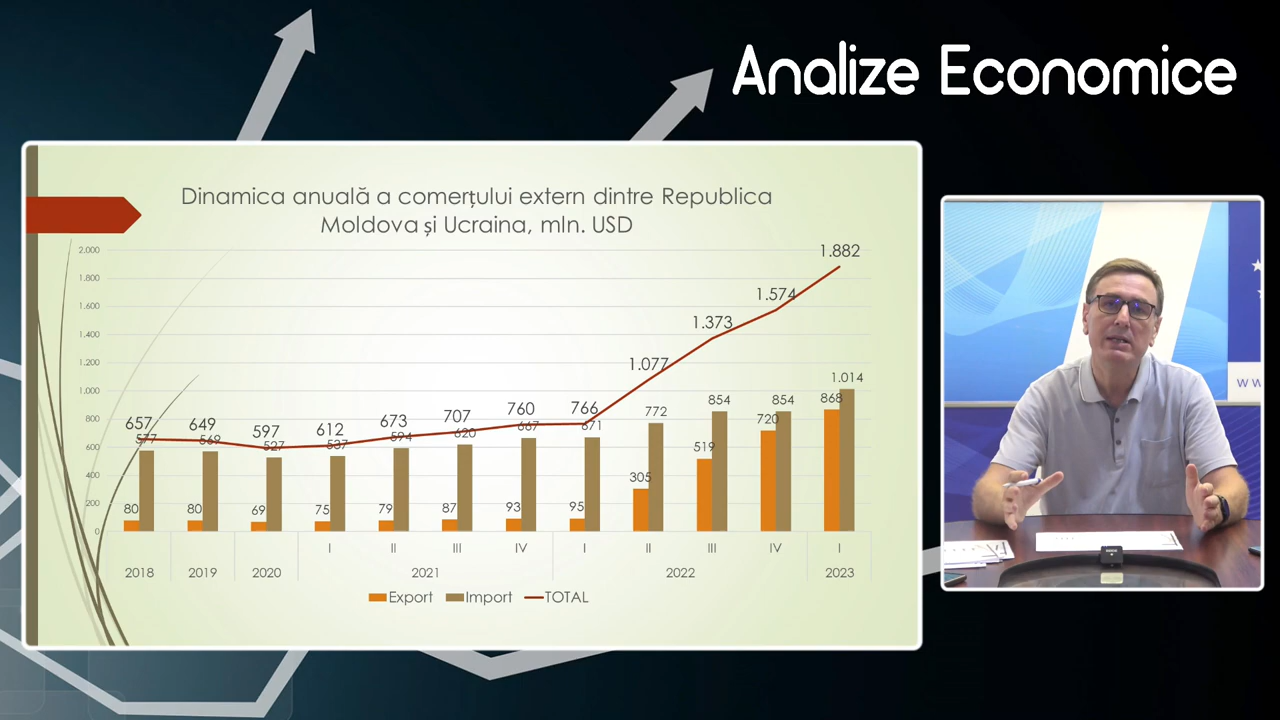 Analize Economice
Dinamica anuală a comerțului extern dintre Republica
Moldova și Ucraina, mln. USD
2.000
1.800
1.600
1.400
1.200
1.000
800
600
400
200
0
657 649 597 612 673 707 760 766 1.077 1.373 1.574 1.882
577 569 527 537 594 620 667 671 772 854 854 1.014
80 80 69 75 79 87 93 95 305 519 720 868
I II III IV I II III IV I
2018 2019 2020 2021 2022 2023
Export Import TOTAL